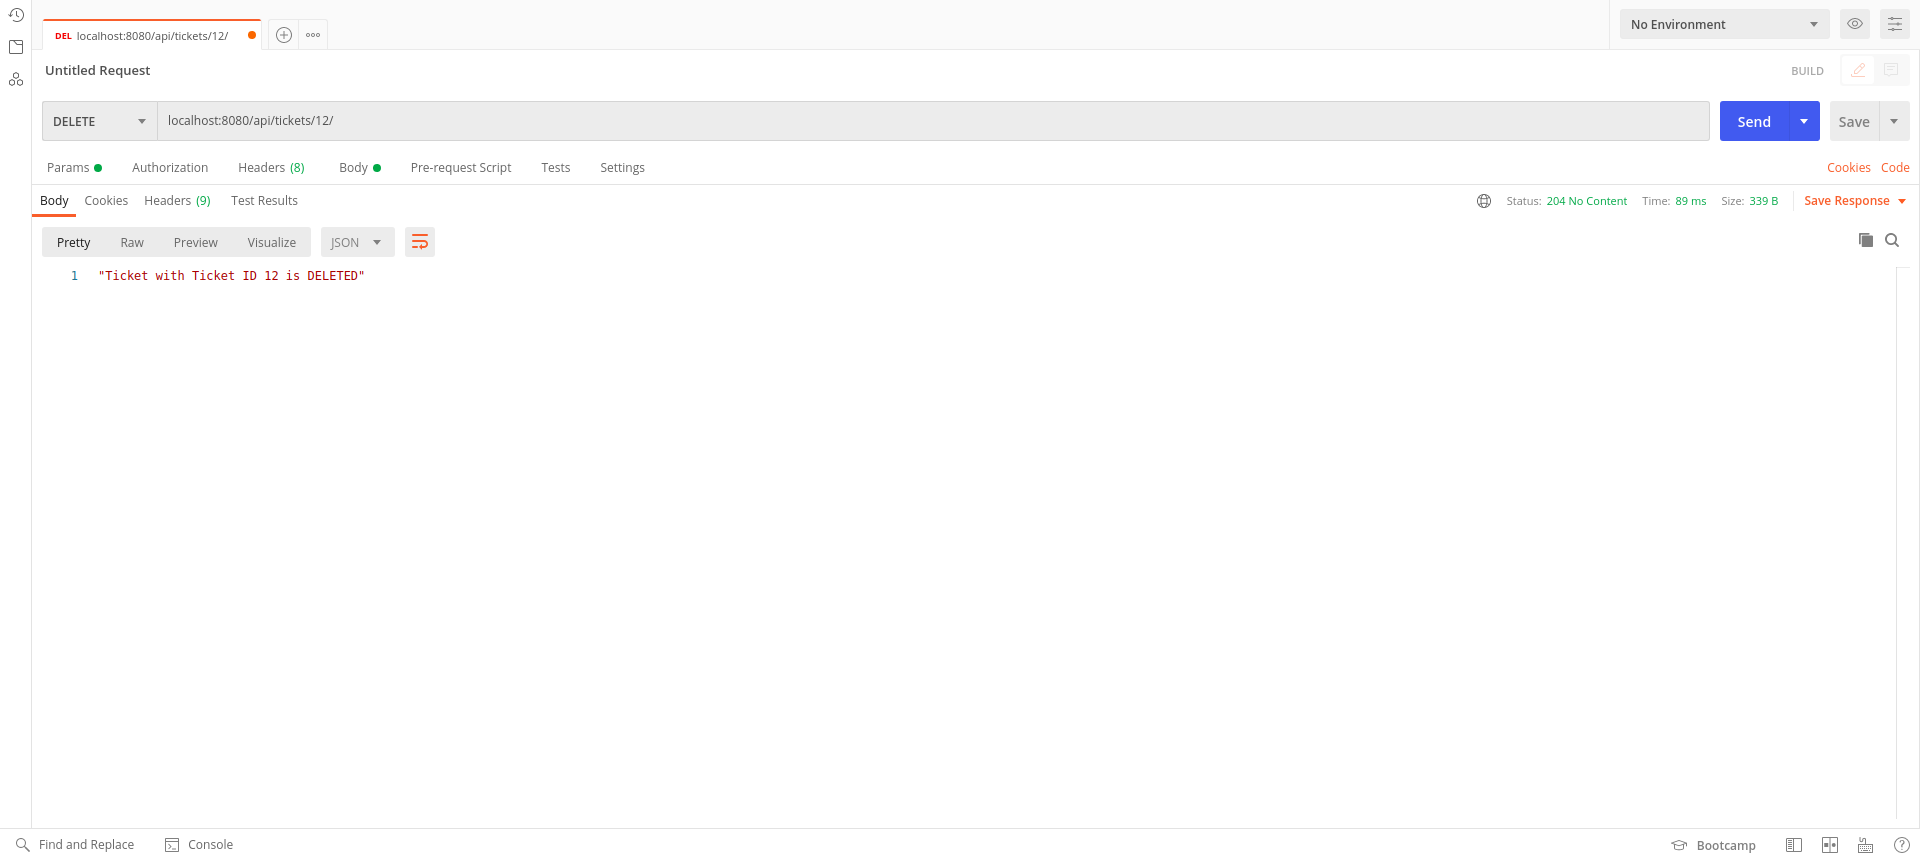 DEL localhost:8080/api/tickets/12/
No Environment
Untitled Request
BUILD
DELETE
localhost:8080/api/tickets/12/
Send
Save
Params
Authorization
Headers (8)
Body
Pre-request Script
Tests
Settings
Cookies
Code
Body
Cookies
Headers (9)
Test Results
Status: 204 No Content
Time: 89 ms
Size: 339 B
Save Response
Pretty
Raw
Preview
Visualize
JSON
1 "Ticket with Ticket ID 12 is DELETED"
Find and Replace
Console
Bootcamp